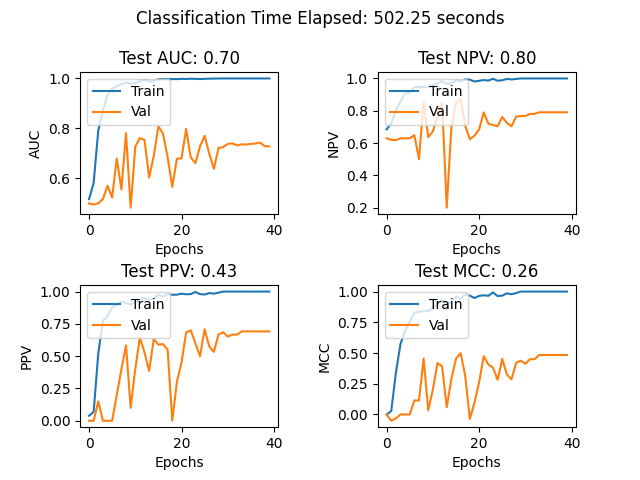 Classification Time Elapsed: 502.25 seconds
Test AUC: 0.70
1.0
0.8
0.6
AUC
Train
Val
0
20
40
Epochs
Test NPV: 0.80
1.0
0.8
0.6
0.4
0.2
NPV
Train
Val
0
20
40
Epochs
Test PPV: 0.43
1.00
0.75
0.50
0.25
0.00
PPV
Train
Val
0
20
40
Epochs
Test MCC: 0.26
1.00
0.75
0.50
0.25
0.00
MCC
Train
Val
0
20
40
Epochs